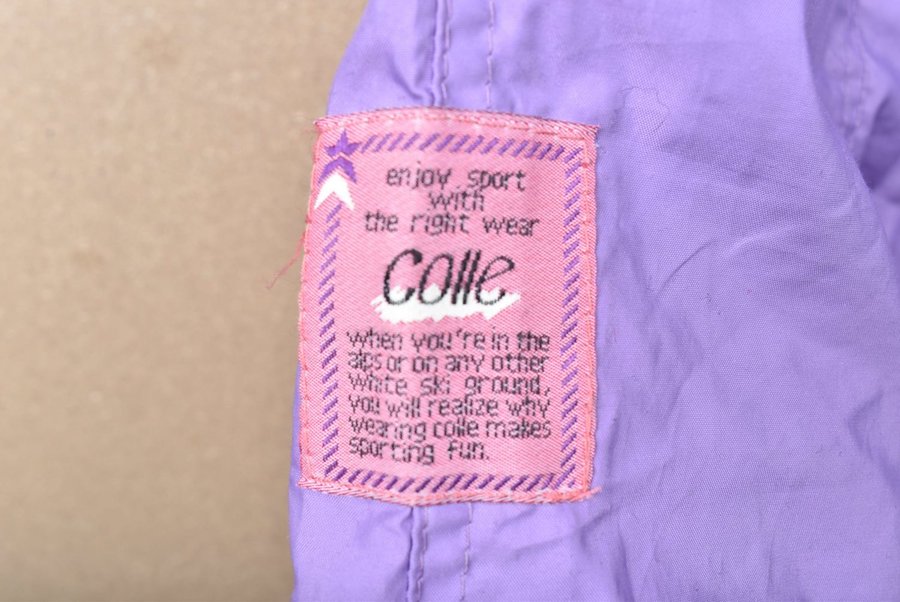 enjoy sport
with
the right wear
colle
when you're in the
alps or on any other
white ski ground,
you will realize why
wearing colle makes
sporting fun.